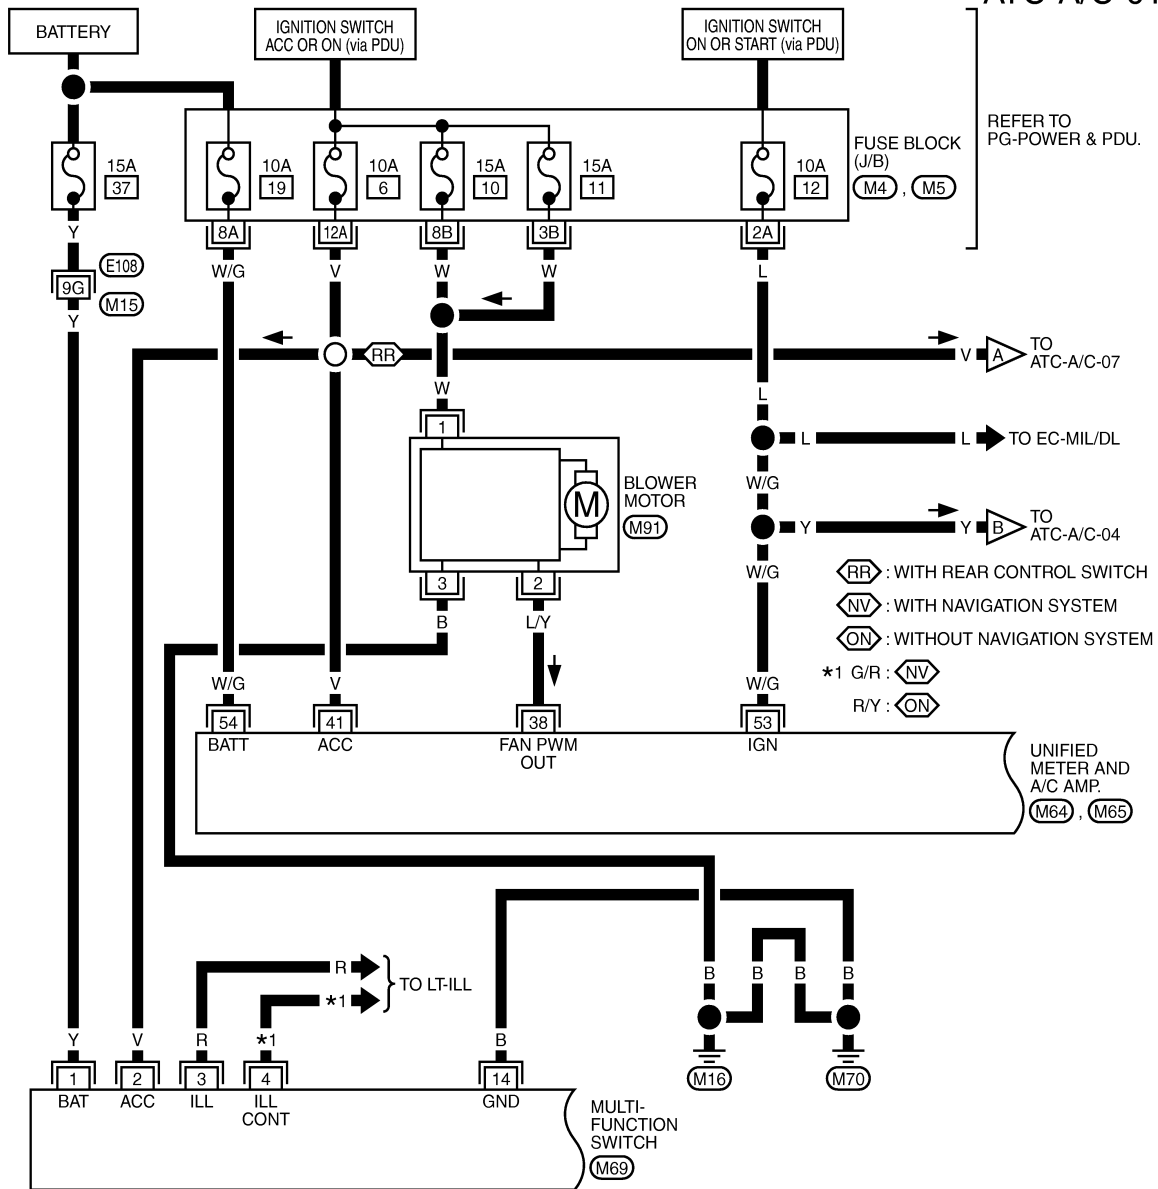 BATTERY
IGNITION SWITCH
ACC OR ON (via PDU)
IGNITION SWITCH
ON OR START (via PDU)
REFER TO
PG-POWER & PDU.
FUSE BLOCK
(J/B)
M4 , M5
15A
37
10A
19
10A
6
15A
10
15A
11
10A
12
8A
12A
8B
3B
2A
Y
W/G
V
W
W
L
E108
9G
M15
Y
RR
V
A
TO
ATC-A/C-07
W
L
1
L
L
TO EC-MIL/DL
W/G
BLOWER
MOTOR
M91
M
Y
Y
B
TO
ATC-A/C-04
W/G
3
2
B
L/Y
RR : WITH REAR CONTROL SWITCH
NV : WITH NAVIGATION SYSTEM
ON : WITHOUT NAVIGATION SYSTEM
*1 G/R : NV
R/Y : ON
W/G
V
W/G
54
41
38
53
BATT
ACC
FAN PWM
OUT
IGN
UNIFIED
METER AND
A/C AMP.
M64 , M65
R
*1
TO LT-ILL
B
B
B
B
Y
V
R
*1
B
M16
M70
1
2
3
4
14
BAT
ACC
ILL
ILL
CONT
GND
MULTI-
FUNCTION
SWITCH
M69